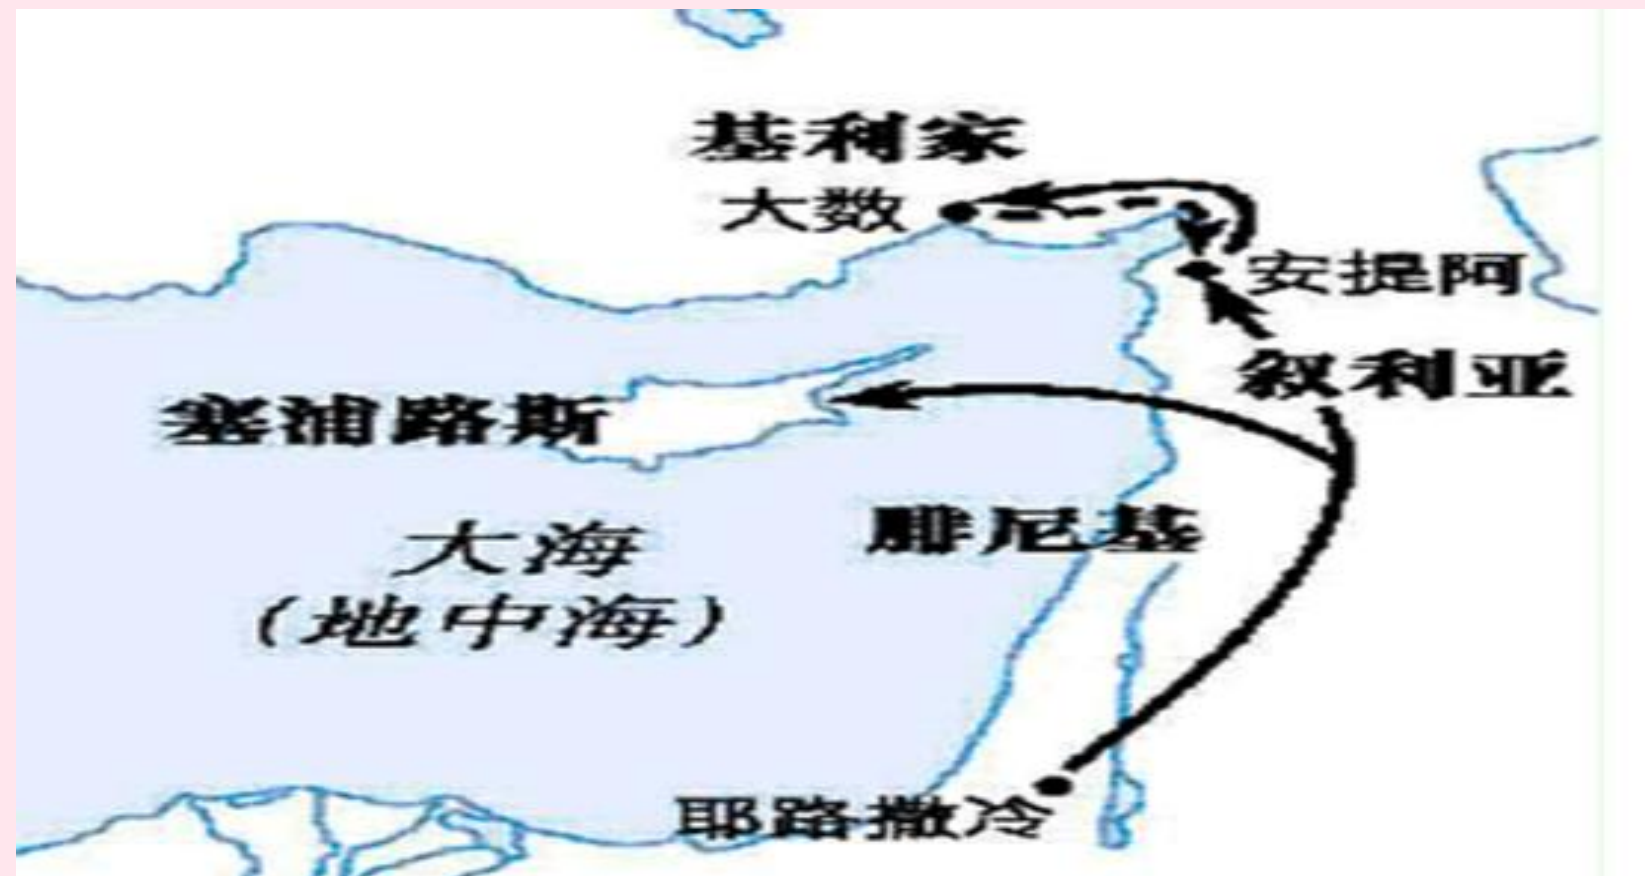 基利家
大数
安提阿
叙利亚
塞浦路斯
腓尼基
大海
（地中海）
耶路撒冷